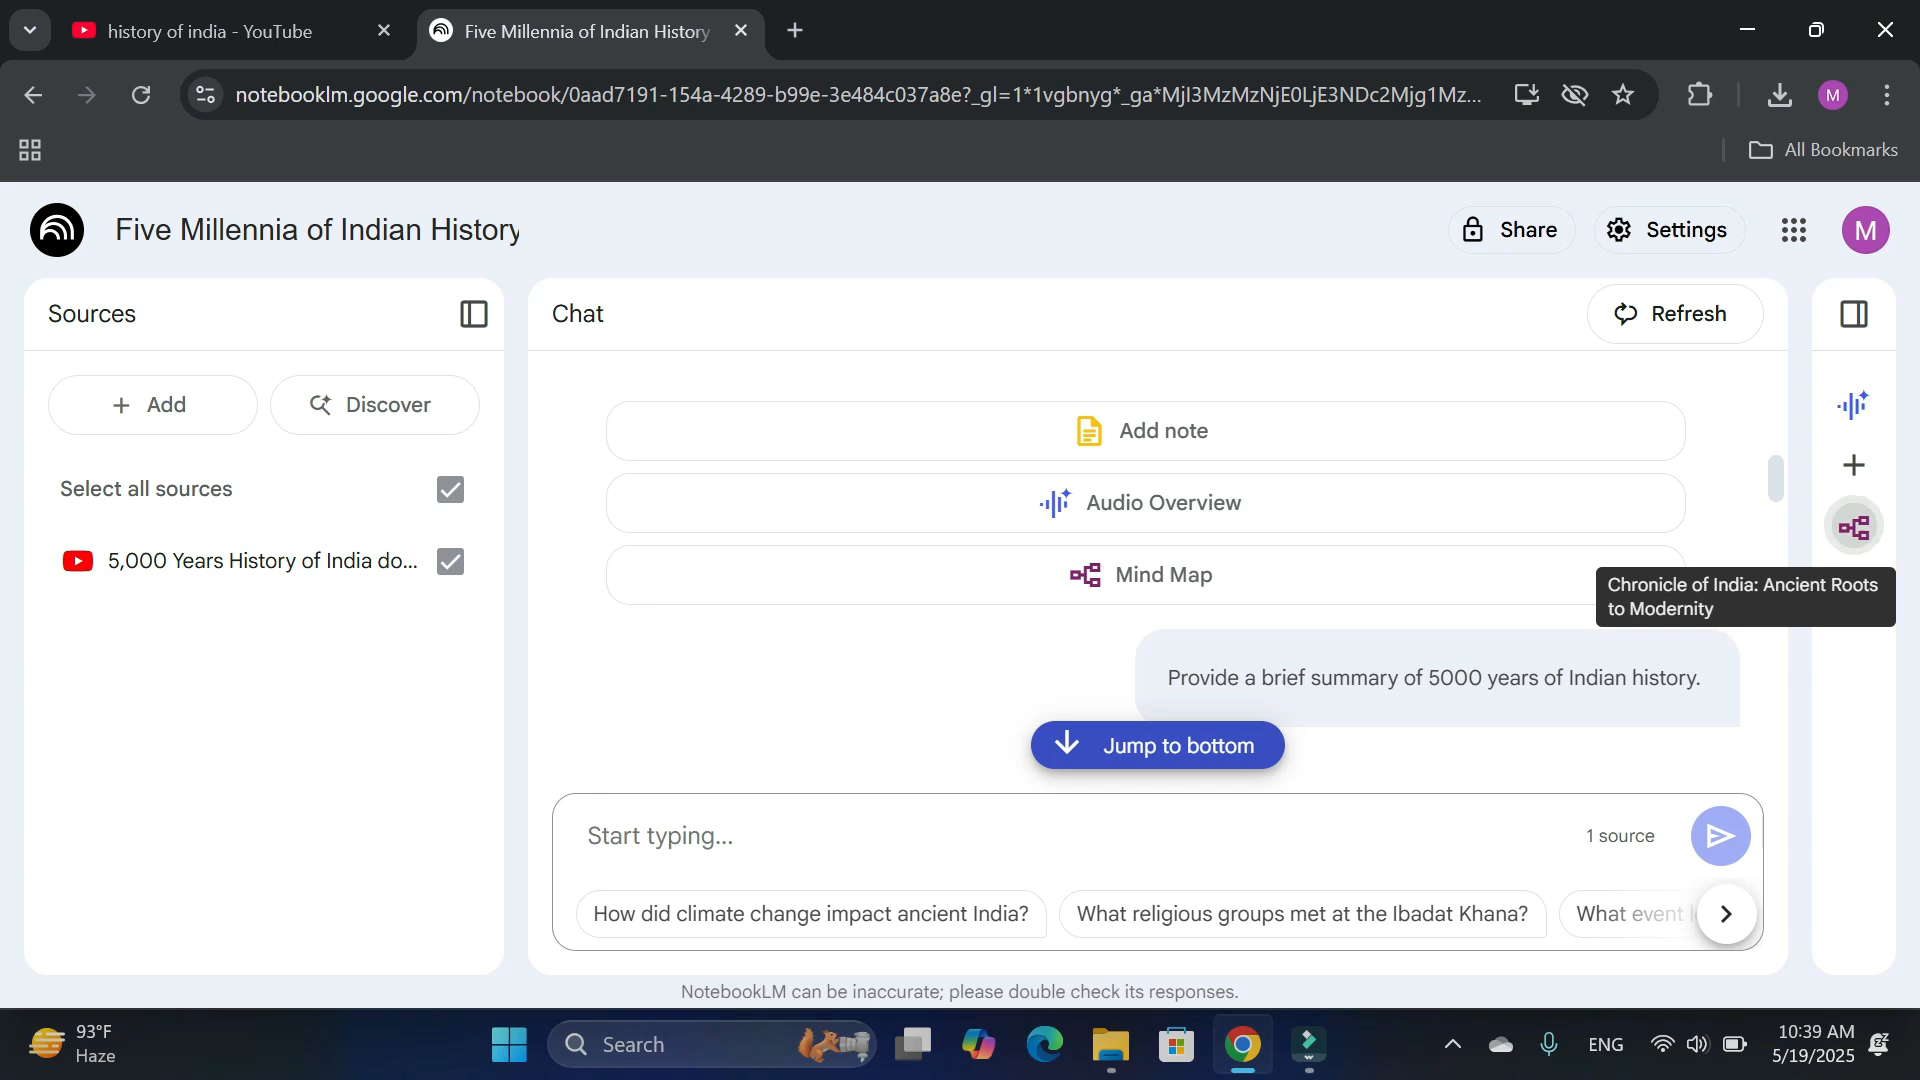 history of india - YouTube
Five Millennia of Indian History
notebooklm.google.com/notebook/0aad7191-154a-4289-b99e-3e484c037a8e?_gl=1*1vgbnyg*_ga*MjI3MzMzNjE0LjE3NDc2Mjg1Mz...
M
All Bookmarks
Five Millennia of Indian History
Share
Settings
M
Sources
Chat
Refresh
Add
Discover
Select all sources
5,000 Years History of India do...
Add note
Audio Overview
Mind Map
Chronicle of India: Ancient Roots
to Modernity
Provide a brief summary of 5000 years of Indian history.
Jump to bottom
Start typing...
1 source
How did climate change impact ancient India?
What religious groups met at the Ibadat Khana?
What event
NotebookLM can be inaccurate; please double check its responses.
93°F
Haze
Search
ENG
10:39 AM
5/19/2025